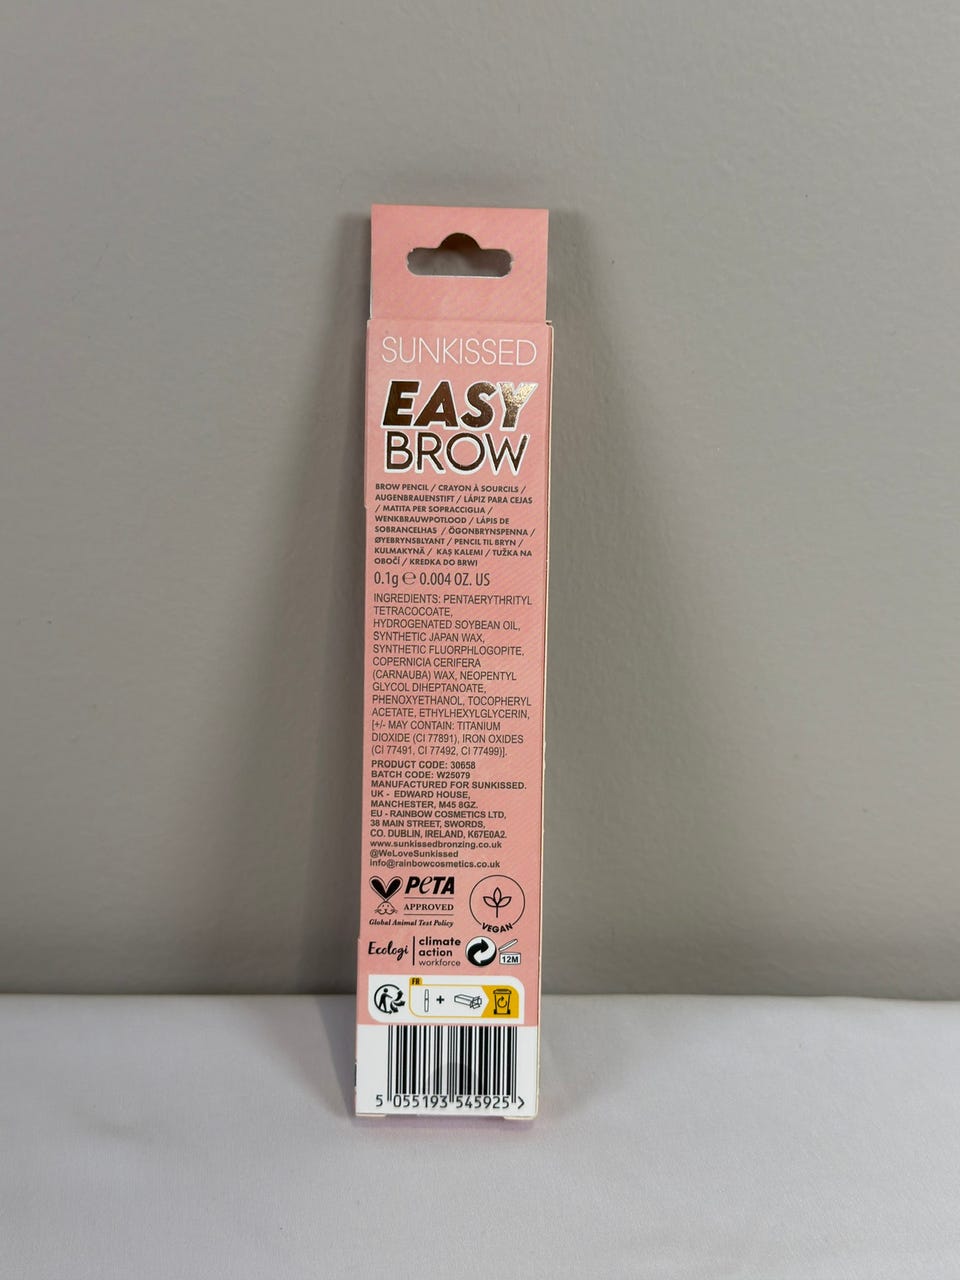 SUNKISSED
EASY
BROW
BROW PENCIL / CRAYON À SOURCILS /
AUGENBRAUENSTIFT / LÁPIZ PARA CEJAS
/ MATITA PER SOPRACCIGLIA /
WENKBRAUWPOTLOOD / LÁPIS DE
SOBRANCELHAS / ÖGONBRYNSPENNA /
ØYEBRYNSBLYANT / PENCIL TIL BRYN /
KULMAKYNÄ / KAŞ KALEMI / TUŽKA NA
OBOČÍ / KREDKA DO BRWI
0.1g ℮ 0.004 OZ. US
INGREDIENTS: PENTAERYTHRITYL
TETRACOCOATE,
HYDROGENATED SOYBEAN OIL,
SYNTHETIC JAPAN WAX,
SYNTHETIC FLUORPHLOGOPITE,
COPERNICIA CERIFERA
(CARNAUBA) WAX, NEOPENTYL
GLYCOL DIHEPTANOATE,
PHENOXYETHANOL, TOCOPHERYL
ACETATE, ETHYLHEXYLGLYCERIN,
[+/- MAY CONTAIN: TITANIUM
DIOXIDE (CI 77891), IRON OXIDES
(CI 77491, CI 77492, CI 77499)].
PRODUCT CODE: 30658
BATCH CODE: W25079
MANUFACTURED FOR SUNKISSED.
UK - EDWARD HOUSE,
MANCHESTER, M45 8GZ.
EU - RAINBOW COSMETICS LTD,
38 MAIN STREET, SWORDS,
CO. DUBLIN, IRELAND, K67E0A2.
www.sunkissedbronzing.co.uk
@WeLoveSunkissed
info@rainbowcosmetics.co.uk
PETA
APPROVED
Global Animal Test Policy
VEGAN
Ecologi
climate
action
workforce
12M
FR
+
5 055193 545925 >